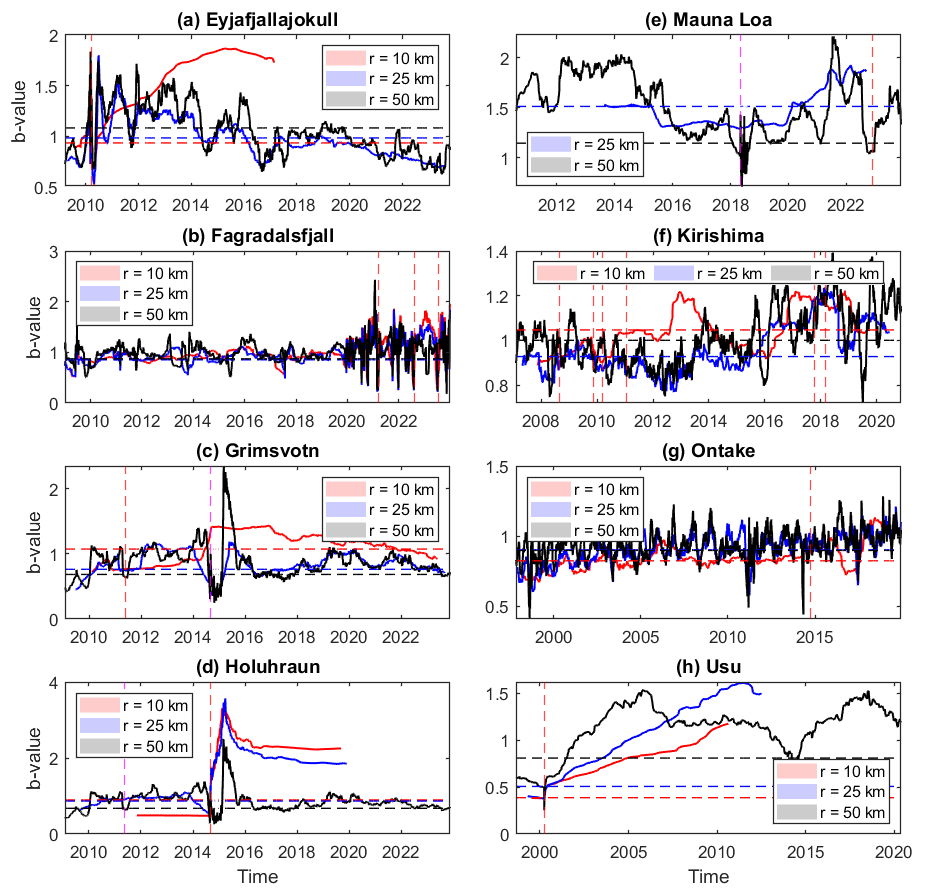 (a) Eyjafjallajokull
2
1.5
1
0.5
b-value
r = 10 km
r = 25 km
r = 50 km
2010 2012 2014 2016 2018 2020 2022
(e) Mauna Loa
2
1.5
1
r = 25 km
r = 50 km
2012 2014 2016 2018 2020 2022
(b) Fagradalsfjall
3
2
1
0
b-value
r = 10 km
r = 25 km
r = 50 km
2010 2012 2014 2016 2018 2020 2022
(f) Kirishima
1.4
1.2
1
0.8
r = 10 km r = 25 km r = 50 km
2008 2010 2012 2014 2016 2018 2020
(c) Grimsvotn
2
1
0
b-value
r = 10 km
r = 25 km
r = 50 km
2010 2012 2014 2016 2018 2020 2022
(g) Ontake
1.5
1
0.5
r = 10 km
r = 25 km
r = 50 km
2000 2005 2010 2015
(d) Holuhraun
4
2
0
b-value
r = 10 km
r = 25 km
r = 50 km
2010 2012 2014 2016 2018 2020 2022
Time
(h) Usu
1.5
1
0.5
0
r = 10 km
r = 25 km
r = 50 km
2000 2005 2010 2015 2020
Time